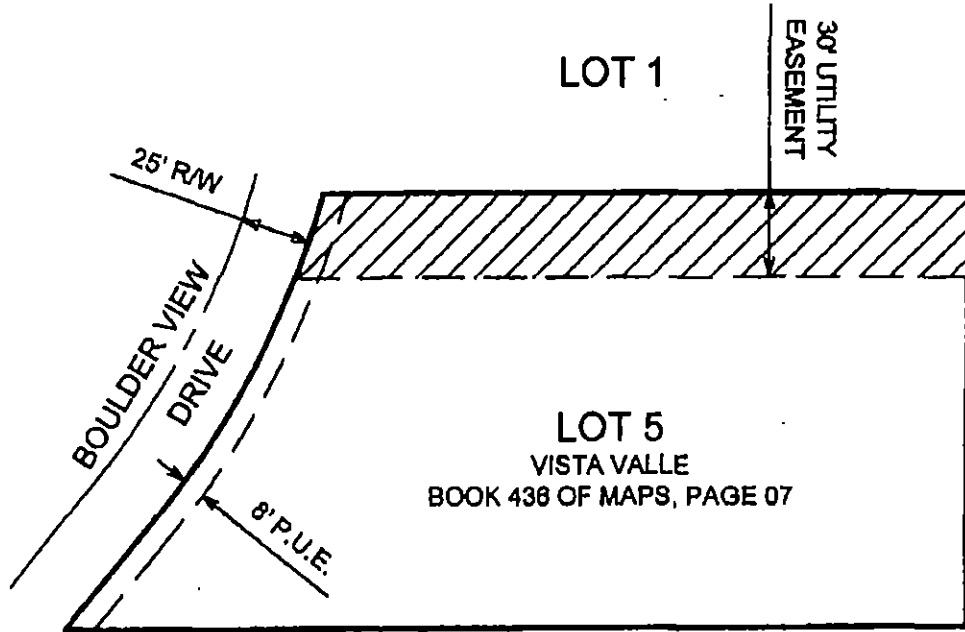 LOT 1
30' UTILITY
EASEMENT
25' R/W
BOULDER VIEW
DRIVE
LOT 5
VISTA VALLE
BOOK 436 OF MAPS, PAGE 07
8' P.U.E.